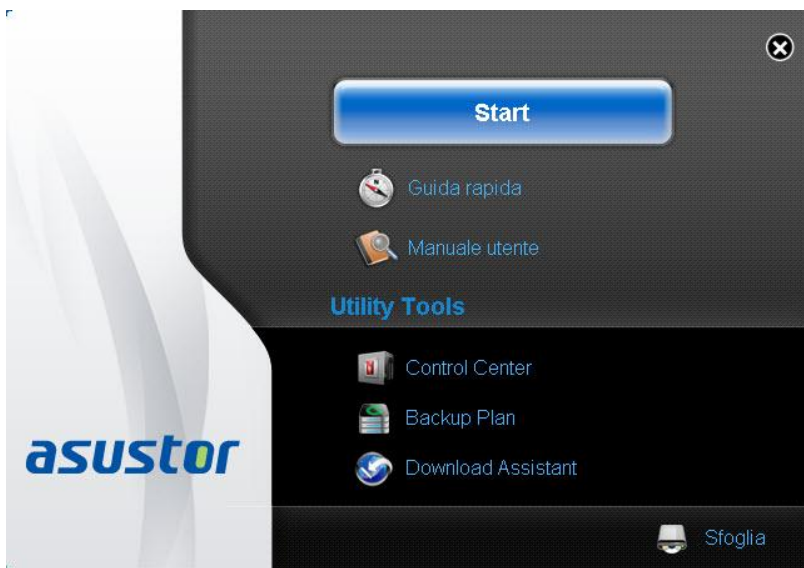 Start
Guida rapida
Manuale utente
Utility Tools
Control Center
Backup Plan
Download Assistant
asustor
Sfoglia